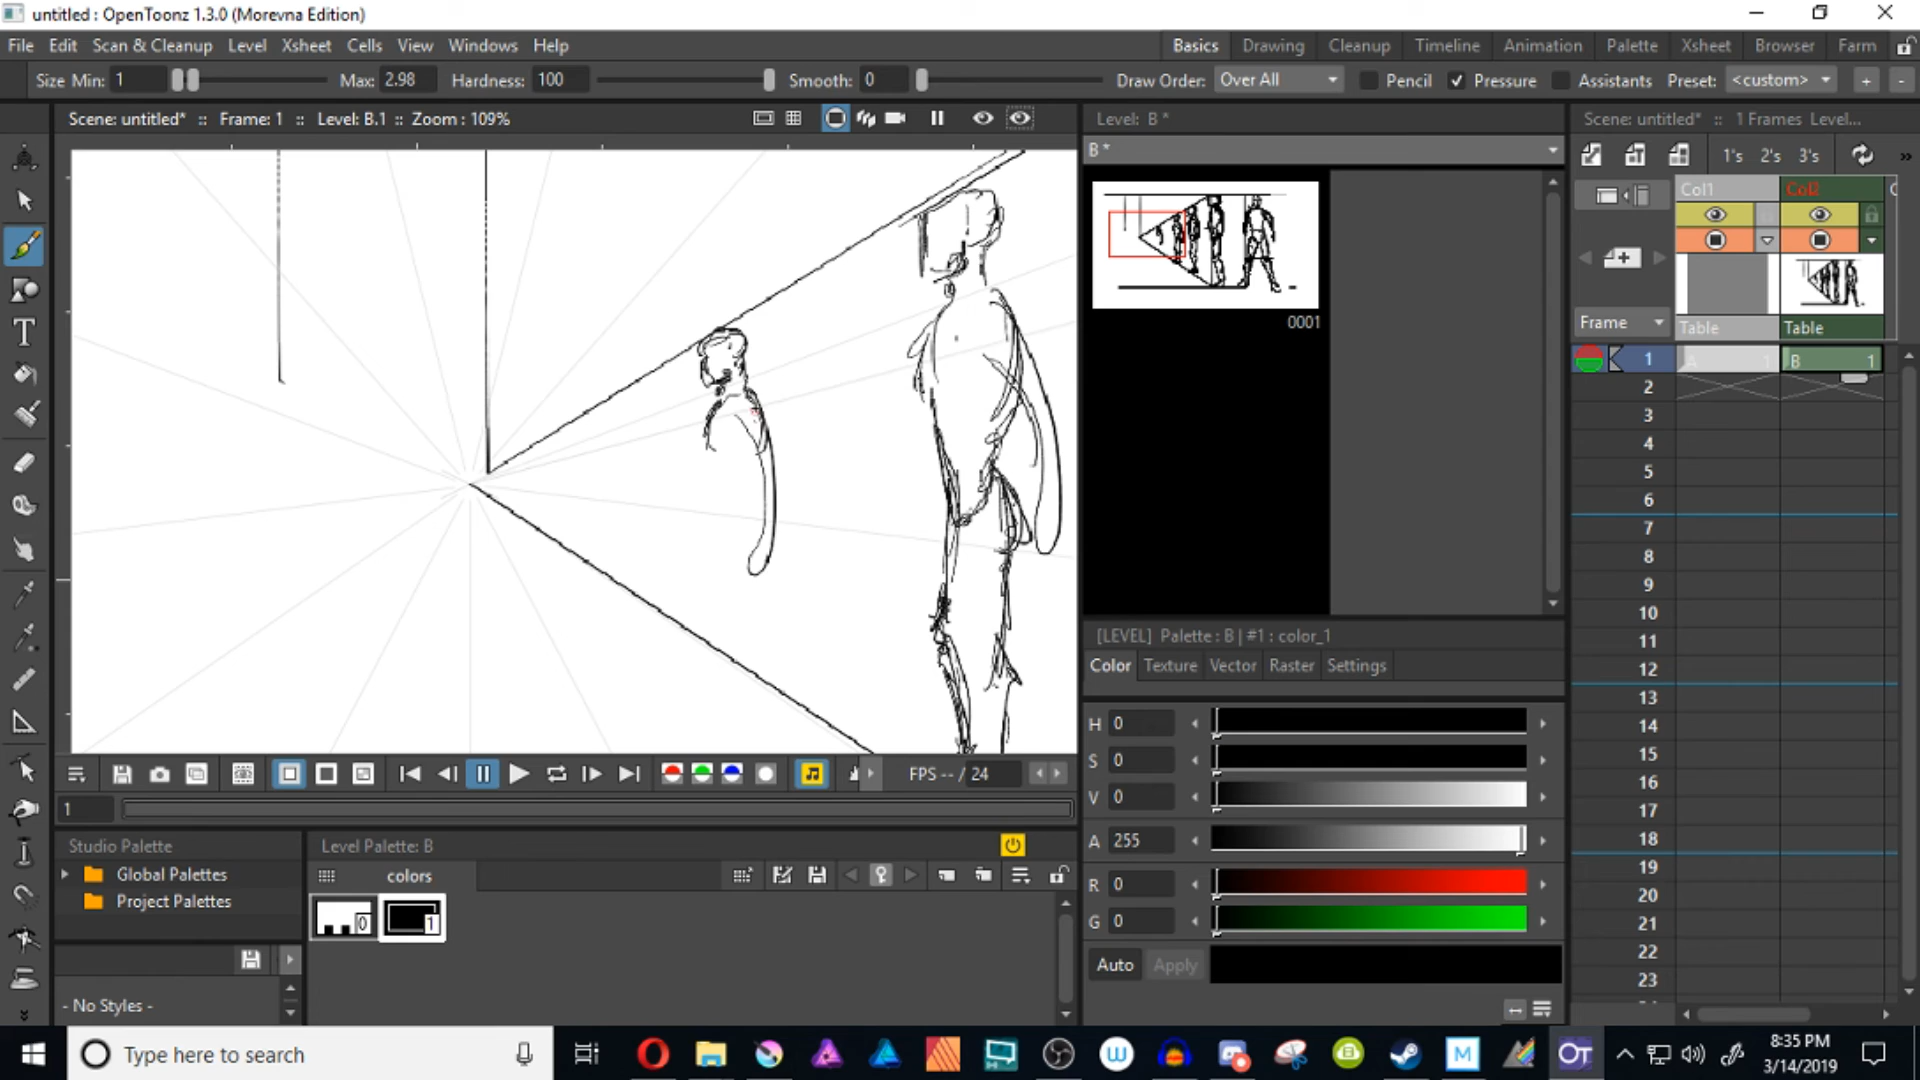 untitled : OpenToonz 1.3.0 (Morevna Edition)
File Edit Scan & Cleanup Level Xsheet Cells View Windows Help
Basics Drawing Cleanup Timeline Animation Palette Xsheet Browser Farm
Size Min: 1 Max: 2.98 Hardness: 100 Smooth: 0 Draw Order: Over All Pencil Pressure Assistants Preset: <custom> + -
Scene: untitled* :: Frame: 1 :: Level: B.1 :: Zoom : 109%
Level: B *
B *
0001
Scene: untitled* :: 1 Frames Level...
1's 2's 3's »
Col1 Col2
Frame Table Table
1 A 1 B 1
2
3
4
5
6
7
8
9
10
11
12
13
14
15
16
17
18
19
20
21
22
23
[LEVEL] Palette : B | #1 : color_1
Color Texture Vector Raster Settings
H 0
S 0
V 0
A 255
R 0
G 0
Auto Apply
FPS -- / 24
1
Studio Palette
Global Palettes
Project Palettes
- No Styles -
Level Palette: B
colors
0 1
Type here to search
8:35 PM
3/14/2019